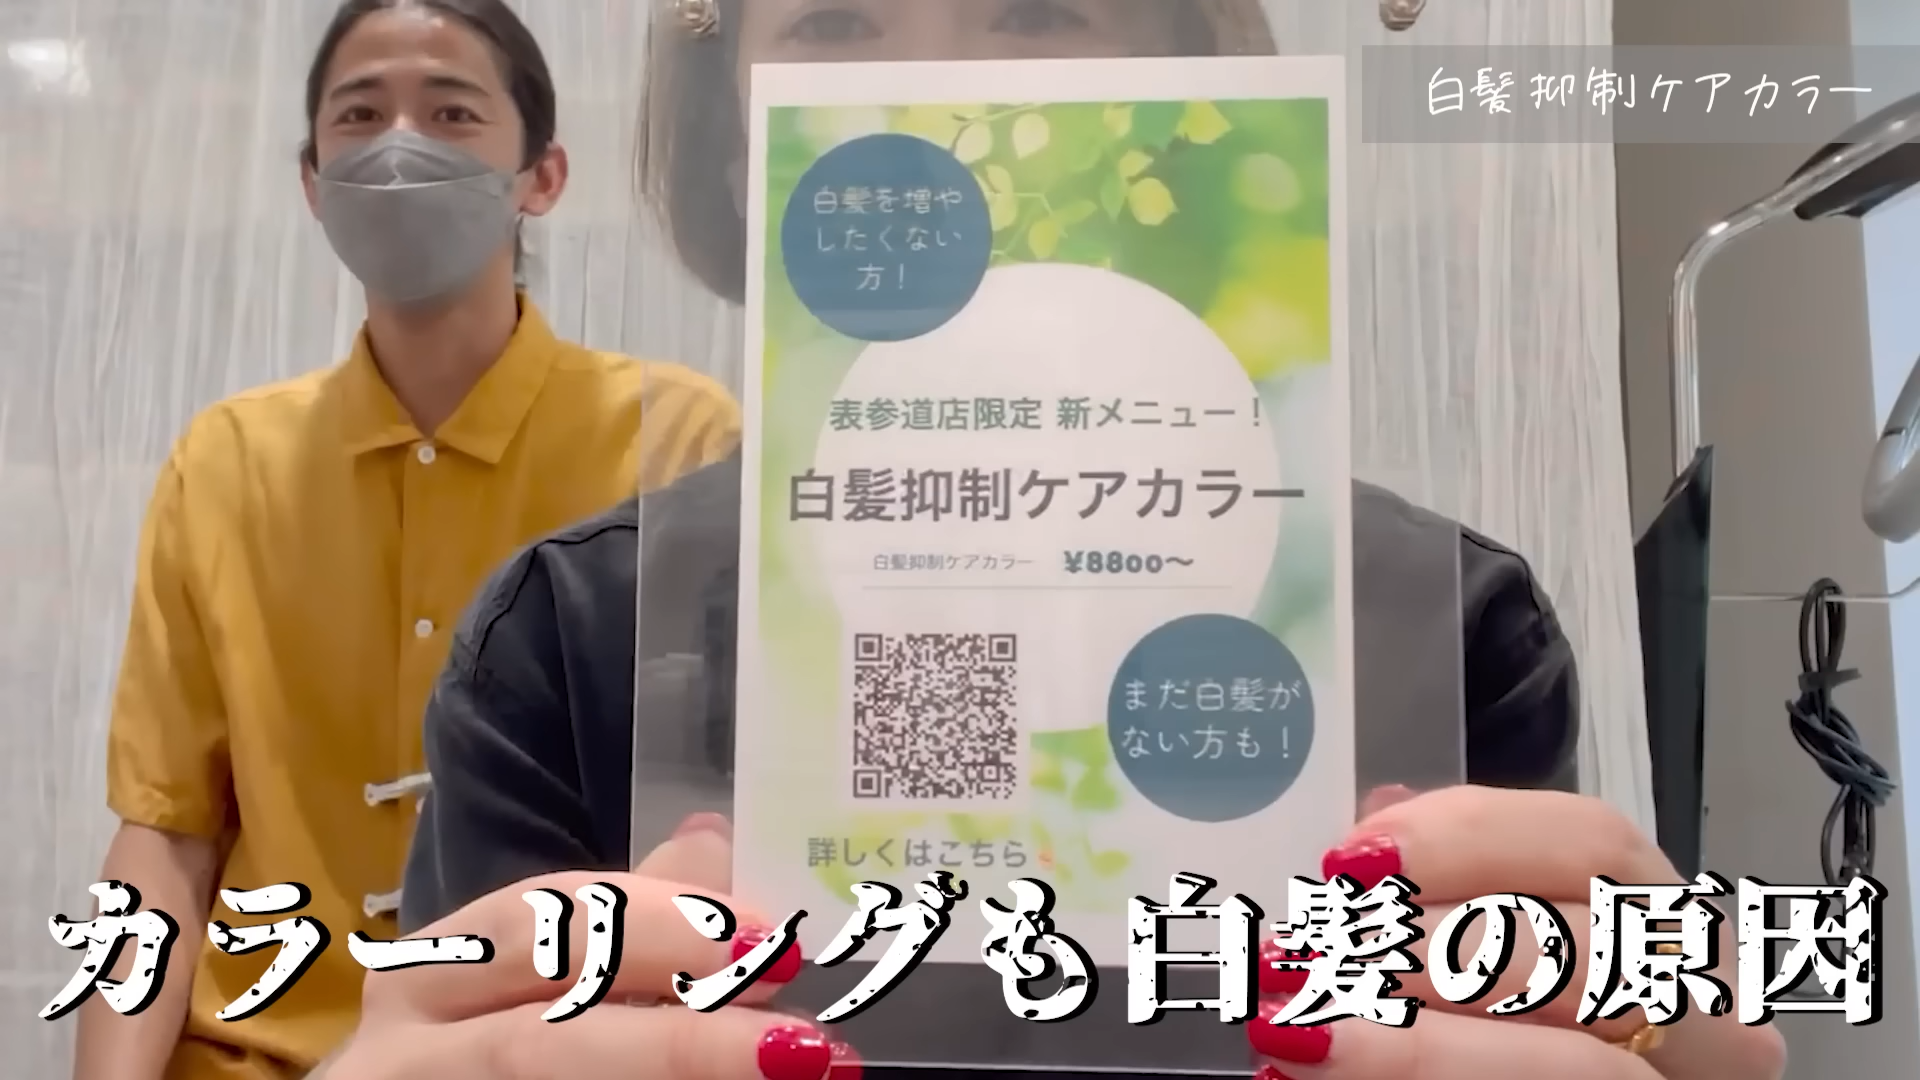 白髪抑制ケアカラー
白髪を増や
したくない
方！
表参道店限定 新メニュー！
白髪抑制ケアカラー
白髪抑制ケアカラー ¥8800〜
まだ白髪が
ない方も！
詳しくはこちら
カラーリングも白髪の原因